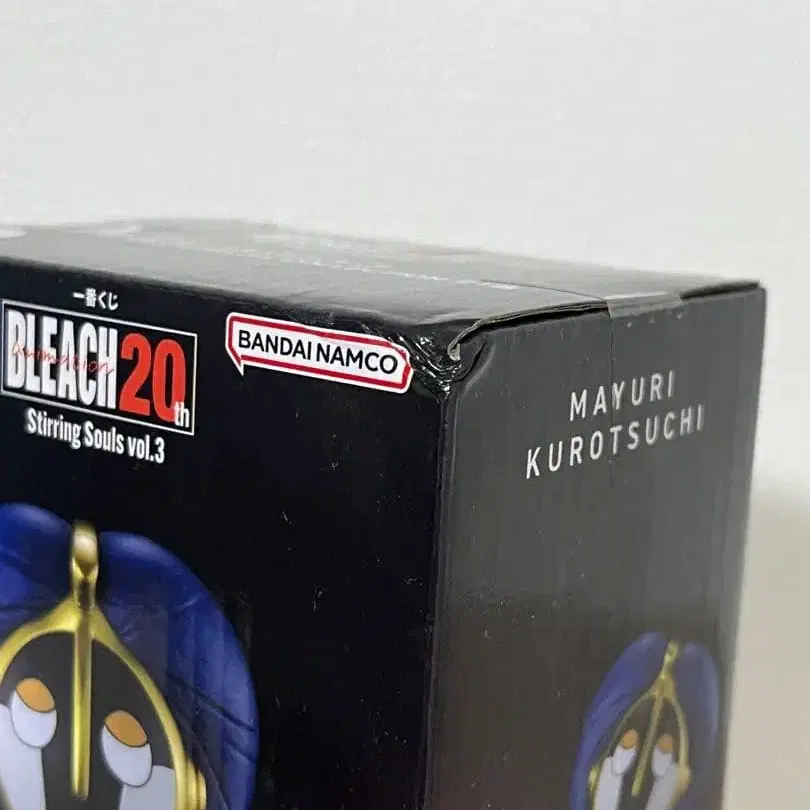 一番くじ
BLEACH 20th
Animation
Stirring Souls vol.3
BANDAI NAMCO
MAYURI
KUROTSUCHI